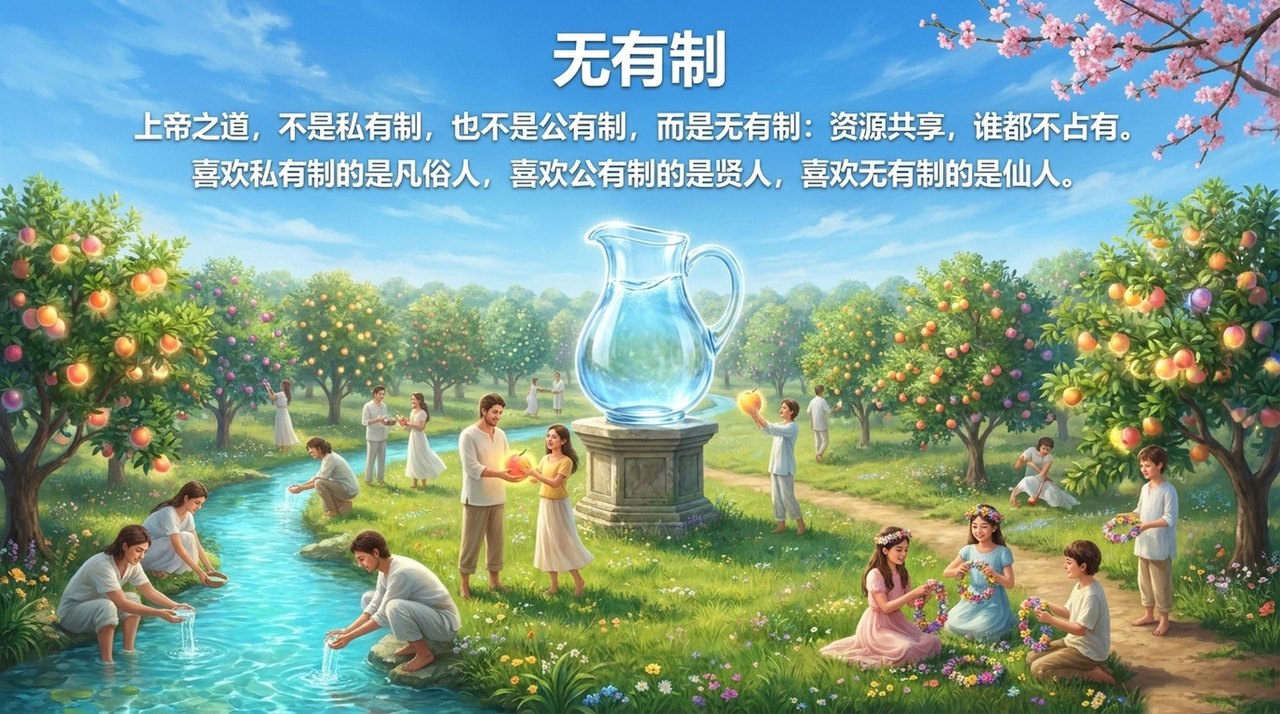 无有制
上帝之道，不是私有制，也不是公有制，而是无有制：资源共享，谁都不占有。
喜欢私有制的是凡俗人，喜欢公有制的是贤人，喜欢无有制的是仙人。